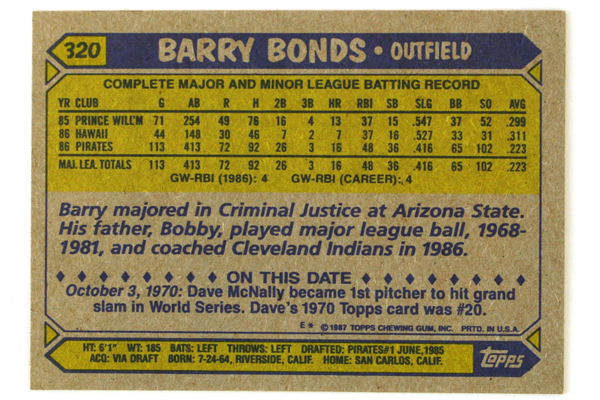 320 BARRY BONDS • OUTFIELD
COMPLETE MAJOR AND MINOR LEAGUE BATTING RECORD
YR CLUB G AB R H 2B 3B HR RBI SB SLG BB SO AVG
85 PRINCE WILL'M 71 254 49 76 16 4 13 37 15 .547 37 52 .299
86 HAWAII 44 148 30 46 7 2 7 37 16 .527 33 31 .311
86 PIRATES 113 413 72 92 26 3 16 48 36 .416 65 102 .223
MAJ. LEA. TOTALS 113 413 72 92 26 3 16 48 36 .416 65 102 .223
GW-RBI (1986): 4 GW-RBI (CAREER): 4
Barry majored in Criminal Justice at Arizona State.
His father, Bobby, played major league ball, 1968-
1981, and coached Cleveland Indians in 1986.
♦ ♦ ♦ ♦ ♦ ♦ ♦ ON THIS DATE ♦ ♦ ♦ ♦ ♦ ♦ ♦
October 3, 1970: Dave McNally became 1st pitcher to hit grand
slam in World Series. Dave's 1970 Topps card was #20.
E* ©1987 TOPPS CHEWING GUM, INC. PRTD. IN U.S.A.
HT: 6'1" WT: 185 BATS: LEFT THROWS: LEFT DRAFTED: PIRATES#1 JUNE, 1985
ACQ: VIA DRAFT BORN: 7-24-64, RIVERSIDE, CALIF. HOME: SAN CARLOS, CALIF.
topps